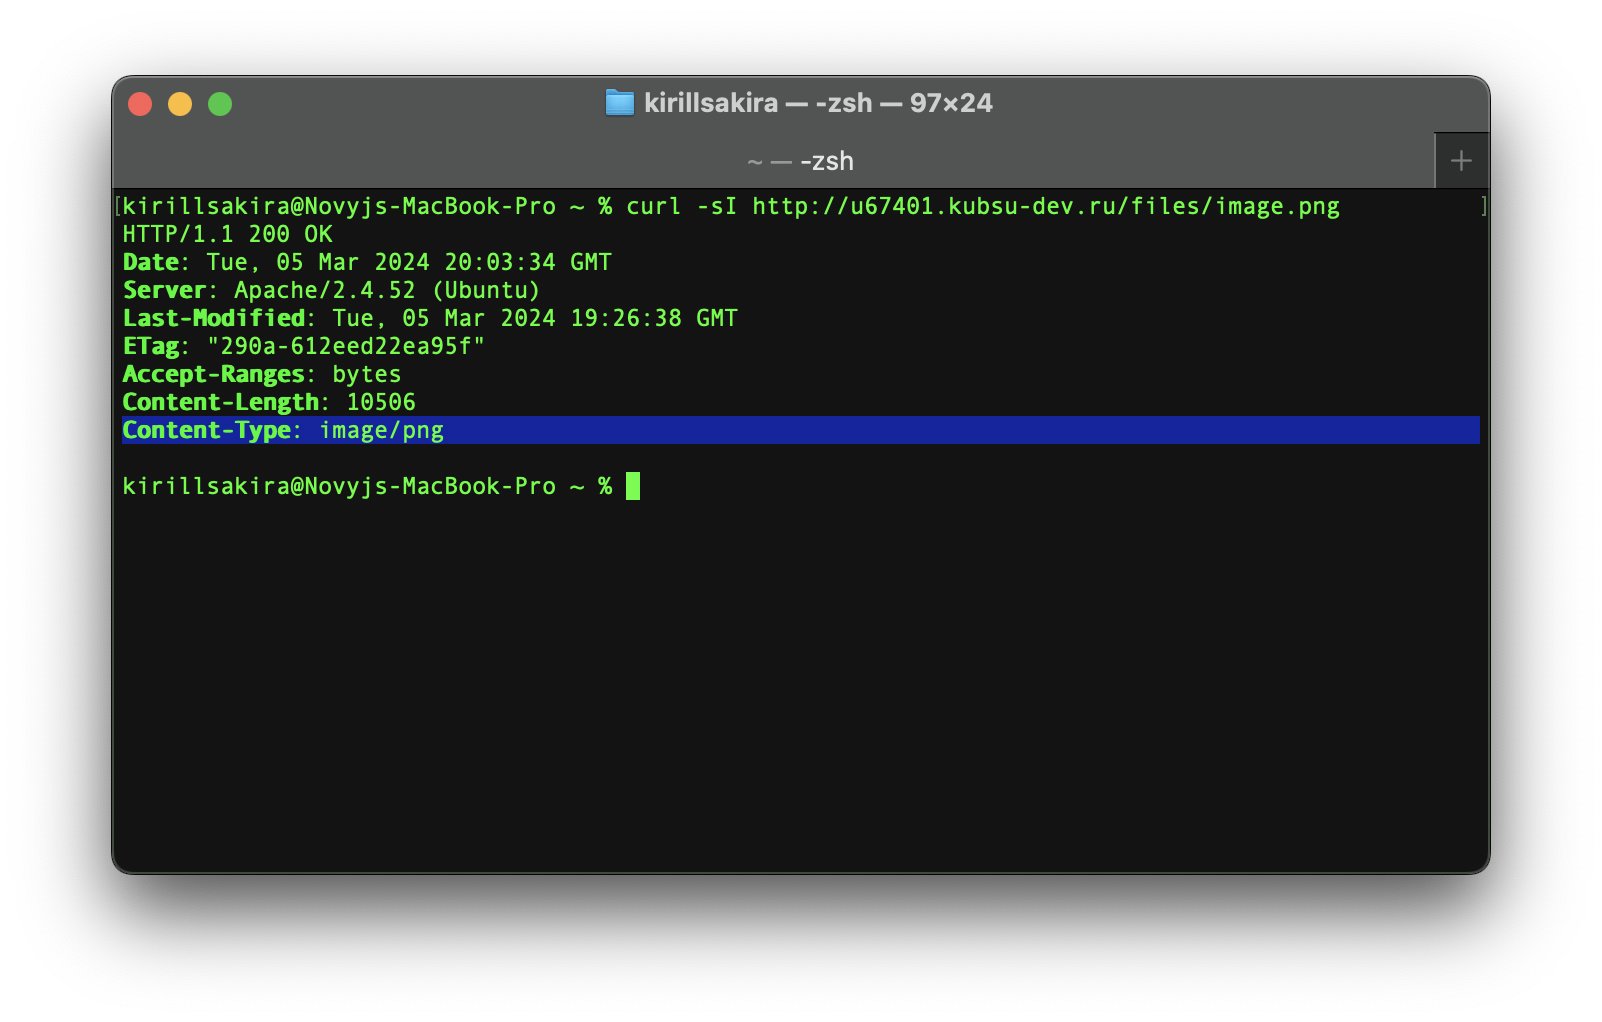 kirillsakira — -zsh — 97×24
~ — -zsh
[kirillsakira@Novyjs-MacBook-Pro ~ % curl -sI http://u67401.kubsu-dev.ru/files/image.png ]
HTTP/1.1 200 OK
Date: Tue, 05 Mar 2024 20:03:34 GMT
Server: Apache/2.4.52 (Ubuntu)
Last-Modified: Tue, 05 Mar 2024 19:26:38 GMT
ETag: "290a-612eed22ea95f"
Accept-Ranges: bytes
Content-Length: 10506
Content-Type: image/png
kirillsakira@Novyjs-MacBook-Pro ~ %